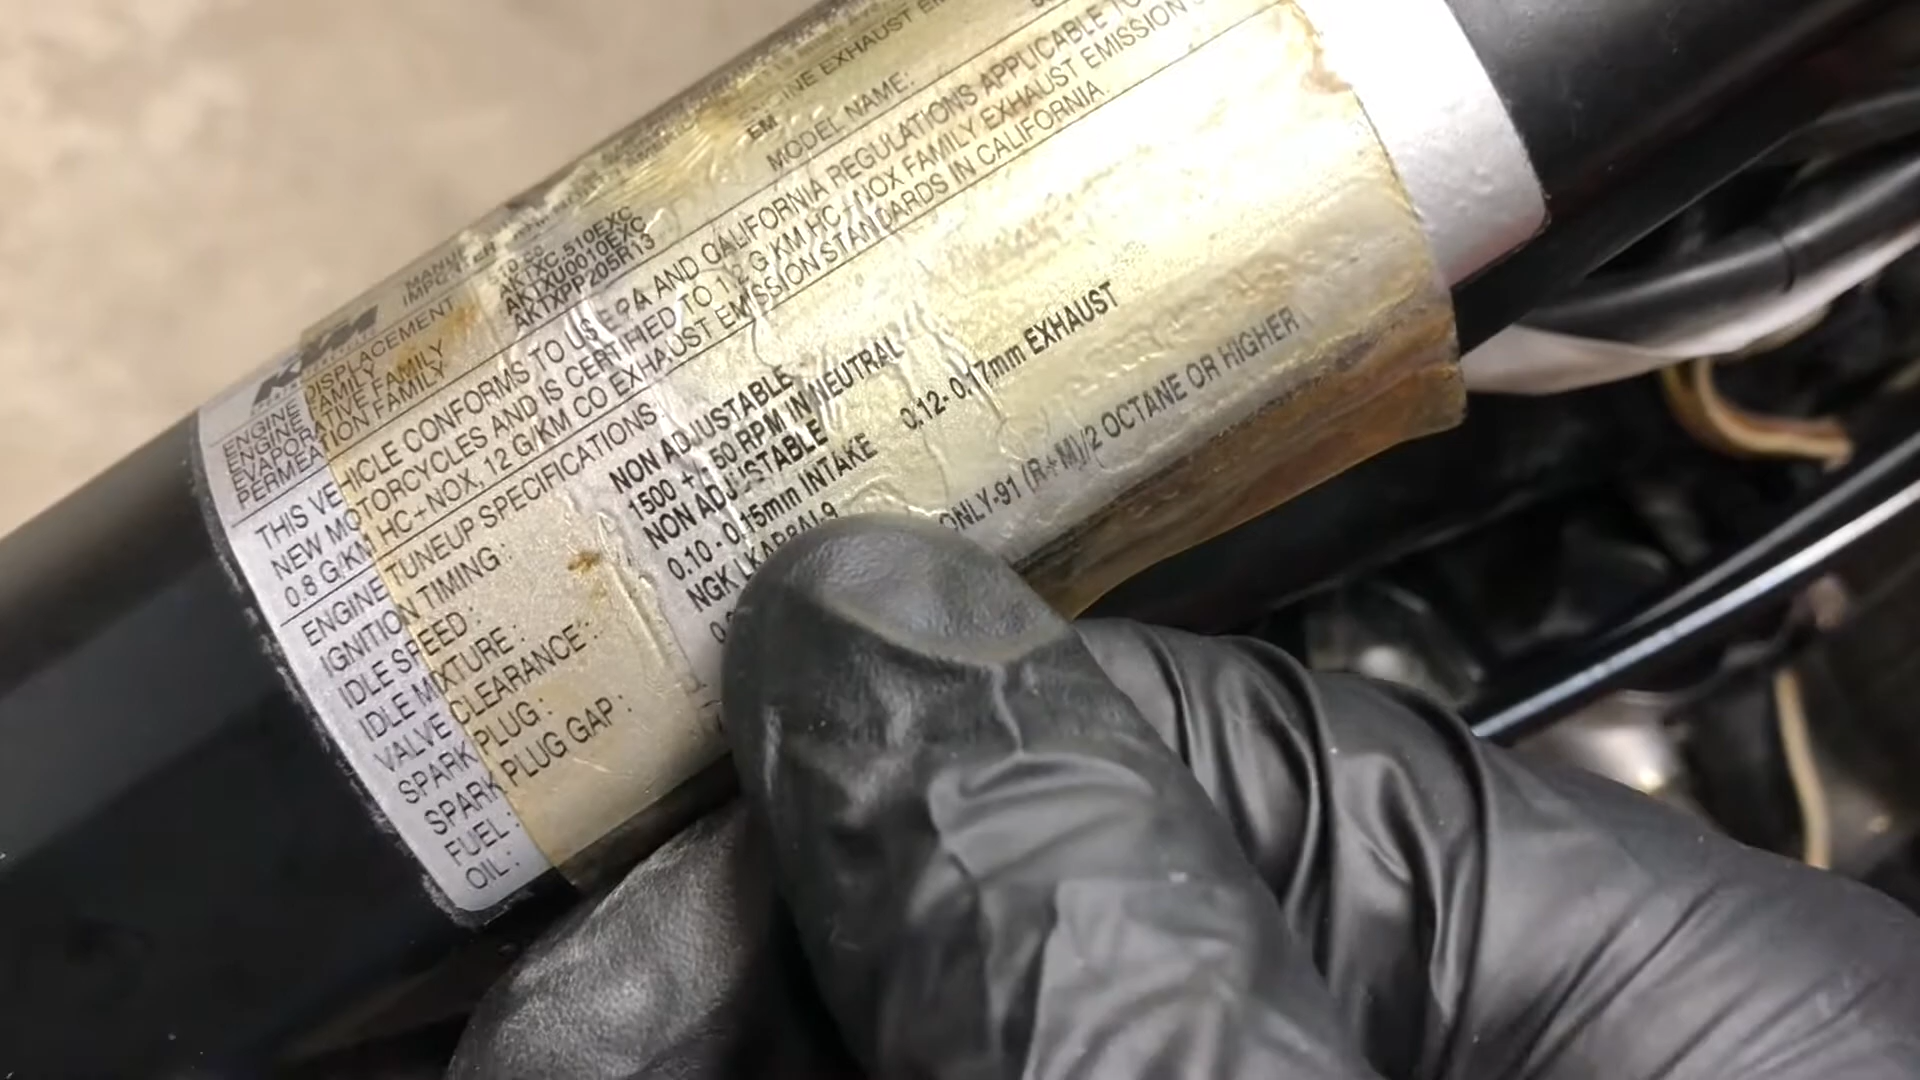 EXHAUST
MODEL NAME:
KTM
ENGINE DISPLACEMENT
ENGINE FAMILY AKTXC.510EXC
EVAPORATIVE FAMILY AKTXU0010EXC
PERMEATION FAMILY AKTXPP205R13
THIS VEHICLE CONFORMS TO US EPA AND CALIFORNIA REGULATIONS APPLICABLE TO
NEW MOTORCYCLES AND IS CERTIFIED TO 1.2 G/KM HC+NOX FAMILY EXHAUST EMISSION
0.8 G/KM HC+NOX, 12 G/KM CO EXHAUST EMISSION STANDARDS IN CALIFORNIA.
ENGINE TUNEUP SPECIFICATIONS:
IGNITION TIMING: NON ADJUSTABLE
IDLE SPEED: 1500 +/- 50 RPM IN NEUTRAL
IDLE MIXTURE: NON ADJUSTABLE
VALVE CLEARANCE: 0.10 - 0.15mm INTAKE 0.12- 0.17mm EXHAUST
SPARK PLUG: NGK
SPARK PLUG GAP:
FUEL: ONLY-91 (R+M)/2 OCTANE OR HIGHER
OIL: